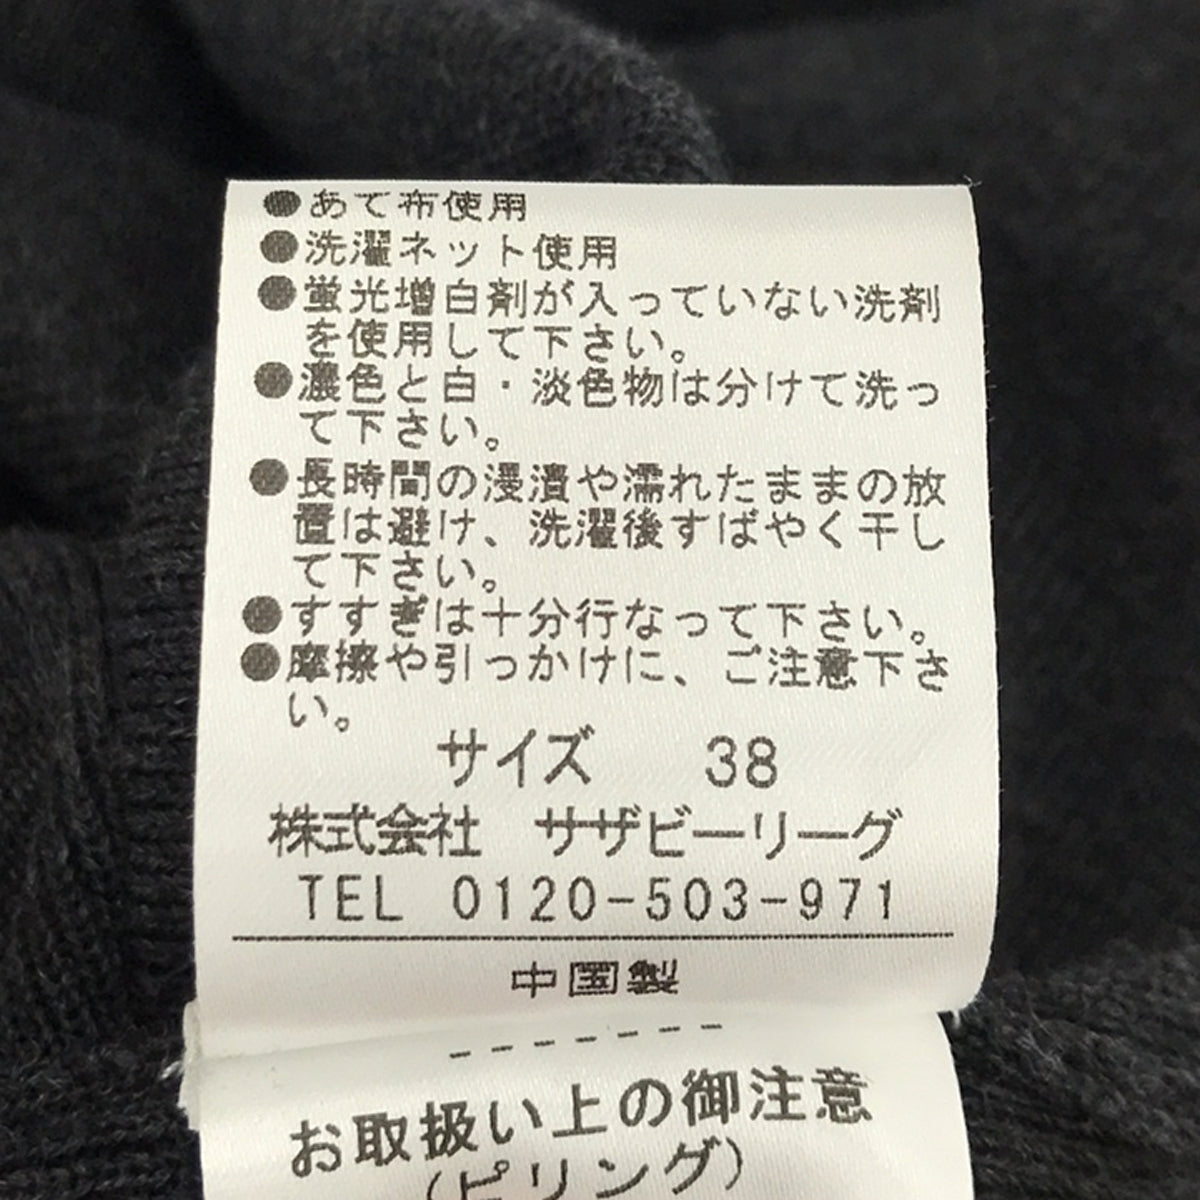 ●あて布使用
●洗濯ネット使用
●蛍光増白剤が入っていない洗剤
を使用して下さい。
●濃色と白・淡色物は分けて洗っ
て下さい。
●長時間の浸漬や濡れたままの放
置は避け、洗濯後すばやく干し
て下さい。
●すすぎは十分行なって下さい。
●摩擦や引っかけに、ご注意下さ
い。
サイズ 38
株式会社 サザビーリーグ
TEL 0120-503-971
中国製
-------
お取扱い上の御注意
(ピリング)